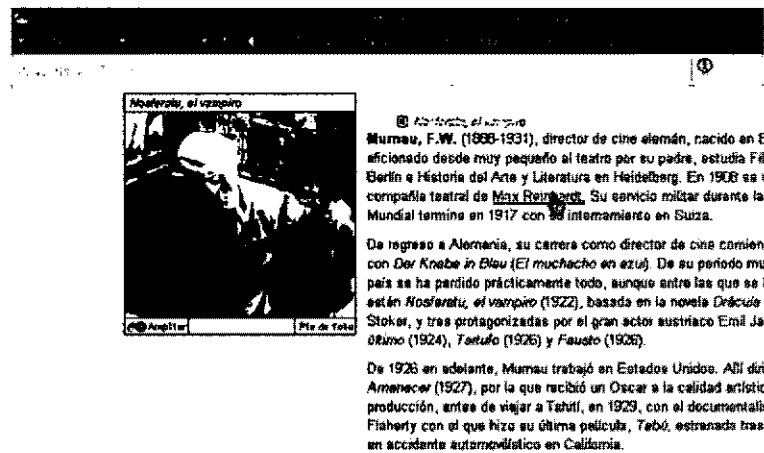 Nosferatu, el vampiro
Ampliar
Pie de foto
Nosferatu, el vampiro
Murnau, F.W. (1888-1931), director de cine alemán, nacido en B
aficionado desde muy pequeño al teatro por su padre, estudia Fil
Berlín e Historia del Arte y Literatura en Heidelberg. En 1908 se
compañía teatral de Max Reinhardt. Su servicio militar durante la
Mundial termina en 1917 con su internamiento en Suiza.
De regreso a Alemania, su carrera como director de cine comien
con Der Knabe in Blau (El muchacho en azul). De su periodo mu
país se ha perdido prácticamente todo, aunque entre las que se
están Nosferatu, el vampiro (1922), basada en la novela Drácula
Stoker, y tres protagonizadas por el gran actor austriaco Emil Ja
último (1924), Tartufo (1926) y Fausto (1926).
De 1926 en adelante, Murnau trabajó en Estados Unidos. Allí diri
Amanecer (1927), por la que recibió un Oscar a la calidad artístic
producción, antes de viajar a Tahití, en 1929, con el documentalis
Flaherty con el que hizo su última película, Tabú, estrenada tras
en accidente automovilístico en California.